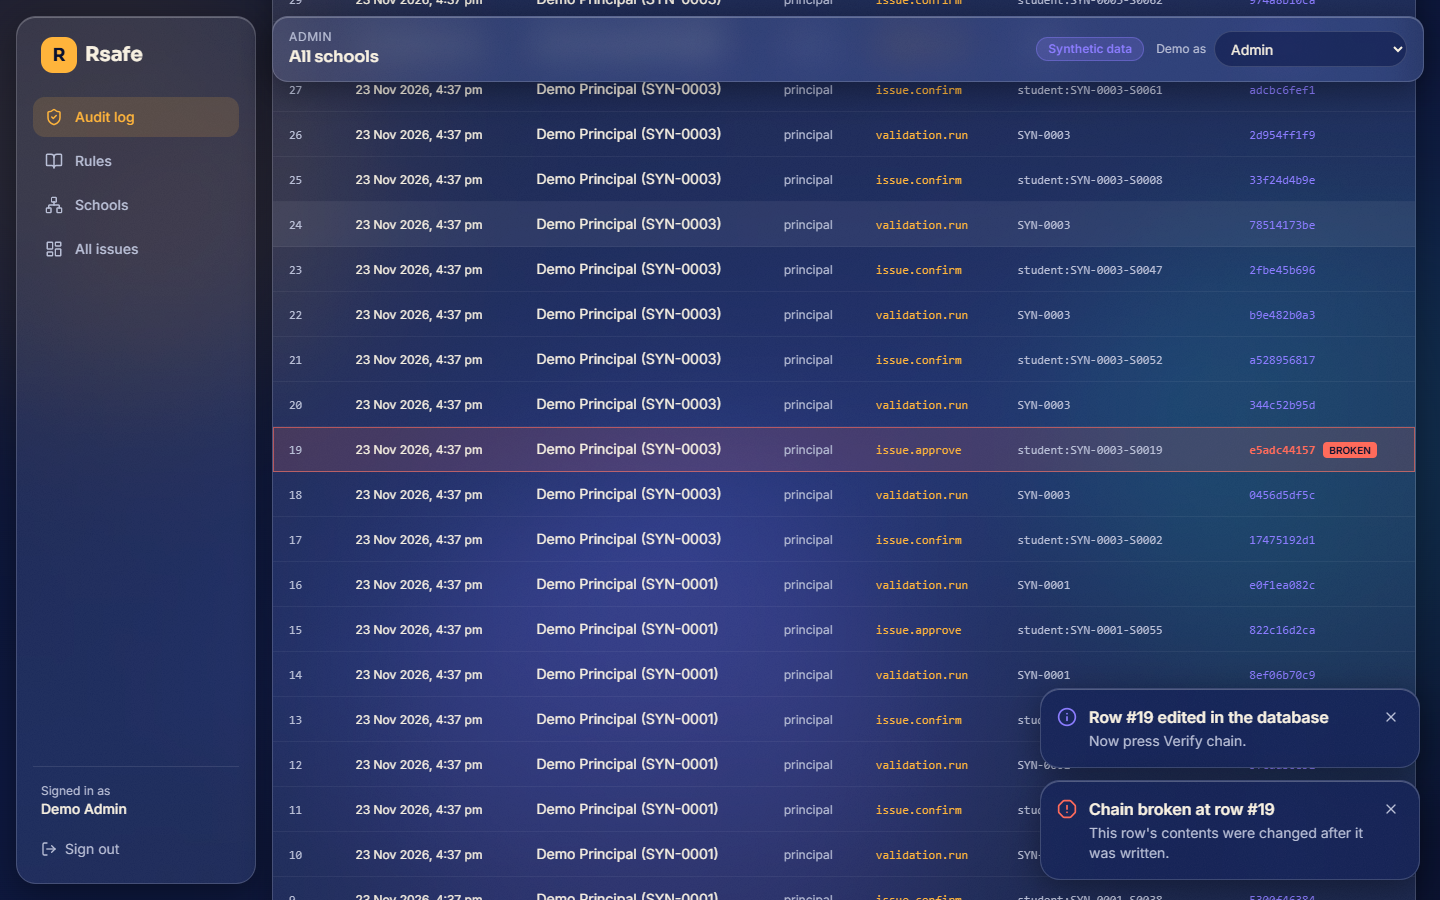 R Rsafe
Audit log
Rules
Schools
All issues
Signed in as
Demo Admin
Sign out
ADMIN
All schools
Synthetic data
Demo as
Admin
27 23 Nov 2026, 4:37 pm Demo Principal (SYN-0003) principal issue.confirm student:SYN-0003-S0061 adcbc6fef1
26 23 Nov 2026, 4:37 pm Demo Principal (SYN-0003) principal validation.run SYN-0003 2d954ff1f9
25 23 Nov 2026, 4:37 pm Demo Principal (SYN-0003) principal issue.confirm student:SYN-0003-S0008 33f24d4b9e
24 23 Nov 2026, 4:37 pm Demo Principal (SYN-0003) principal validation.run SYN-0003 78514173be
23 23 Nov 2026, 4:37 pm Demo Principal (SYN-0003) principal issue.confirm student:SYN-0003-S0047 2fbe45b696
22 23 Nov 2026, 4:37 pm Demo Principal (SYN-0003) principal validation.run SYN-0003 b9e482b0a3
21 23 Nov 2026, 4:37 pm Demo Principal (SYN-0003) principal issue.confirm student:SYN-0003-S0052 a528956817
20 23 Nov 2026, 4:37 pm Demo Principal (SYN-0003) principal validation.run SYN-0003 344c52b95d
19 23 Nov 2026, 4:37 pm Demo Principal (SYN-0003) principal issue.approve student:SYN-0003-S0019 e5adc44157 BROKEN
18 23 Nov 2026, 4:37 pm Demo Principal (SYN-0003) principal validation.run SYN-0003 0456d5df5c
17 23 Nov 2026, 4:37 pm Demo Principal (SYN-0003) principal issue.confirm student:SYN-0003-S0002 17475192d1
16 23 Nov 2026, 4:37 pm Demo Principal (SYN-0001) principal validation.run SYN-0001 e0f1ea082c
15 23 Nov 2026, 4:37 pm Demo Principal (SYN-0001) principal issue.approve student:SYN-0001-S0055 822c16d2ca
14 23 Nov 2026, 4:37 pm Demo Principal (SYN-0001) principal validation.run SYN-0001 8ef06b70c9
13 23 Nov 2026, 4:37 pm Demo Principal (SYN-0001) principal issue.confirm
12 23 Nov 2026, 4:37 pm Demo Principal (SYN-0001) principal validation.run
11 23 Nov 2026, 4:37 pm Demo Principal (SYN-0001) principal issue.confirm
10 23 Nov 2026, 4:37 pm Demo Principal (SYN-0001) principal validation.run
Row #19 edited in the database
Now press Verify chain.
Chain broken at row #19
This row's contents were changed after it
was written.